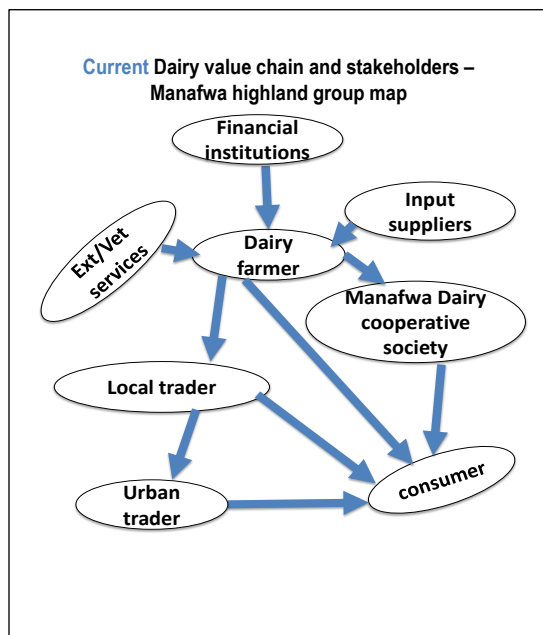 Current Dairy value chain and stakeholders –
Manafwa highland group map
Financial
institutions
Input
suppliers
Ext/Vet
services
Dairy
farmer
Manafwa Dairy
cooperative
society
Local trader
Urban
trader
consumer